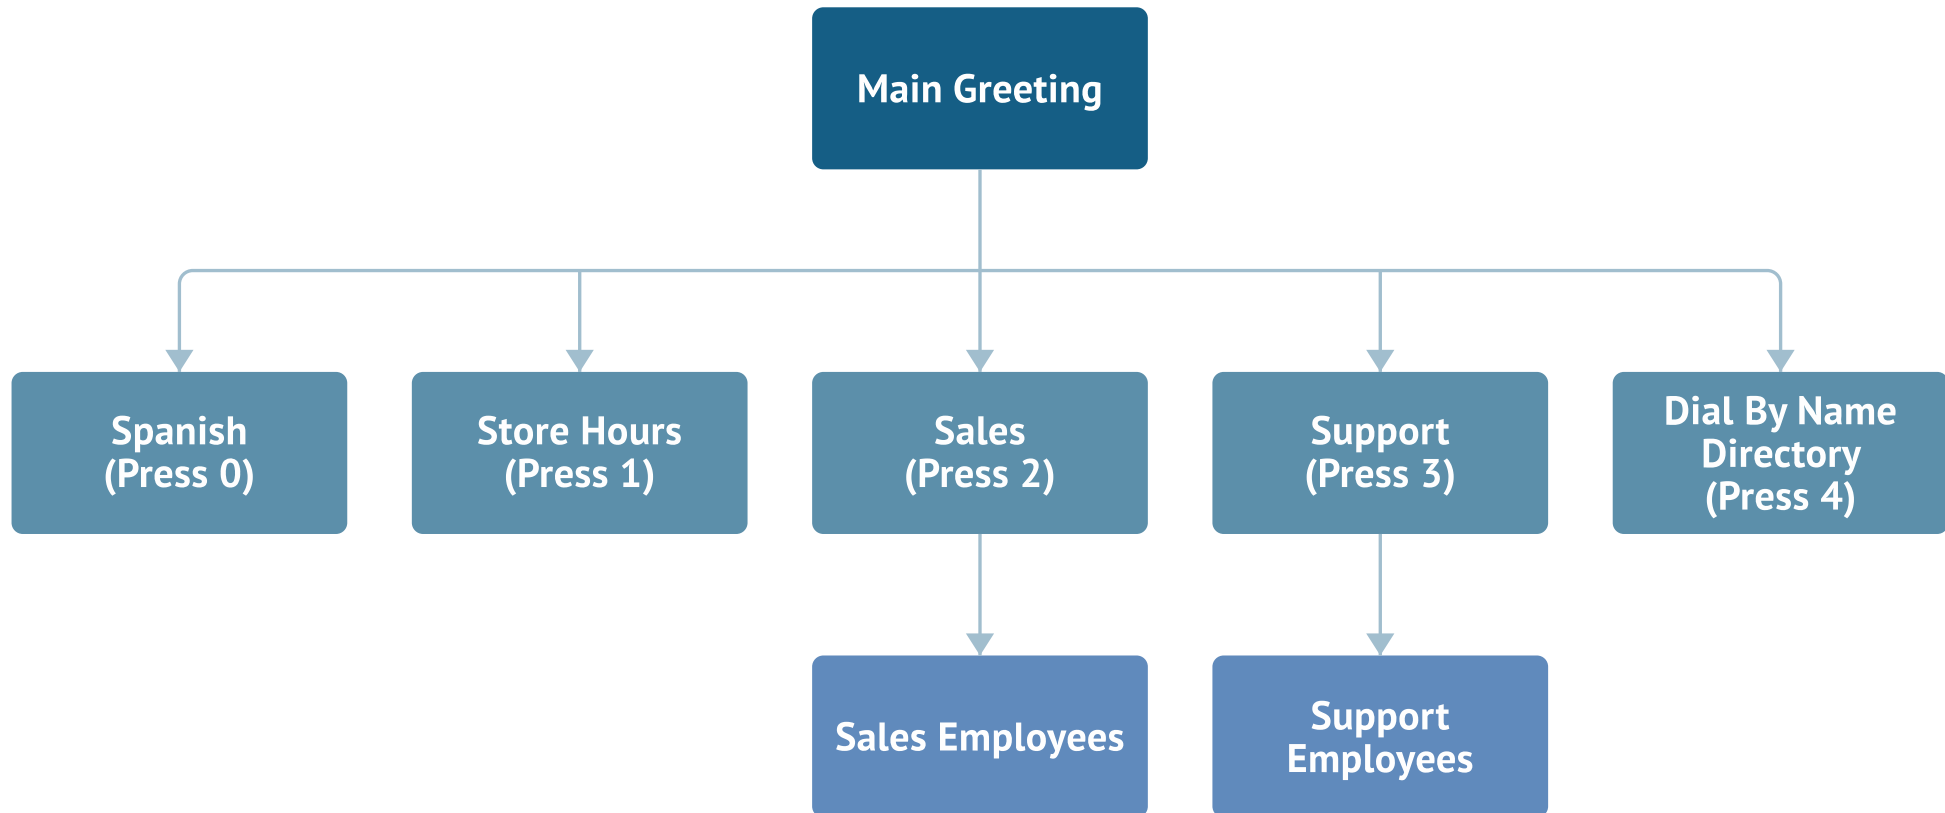 Main Greeting
Spanish
(Press 0)
Store Hours
(Press 1)
Sales
(Press 2)
Support
(Press 3)
Dial By Name
Directory
(Press 4)
Sales Employees
Support
Employees